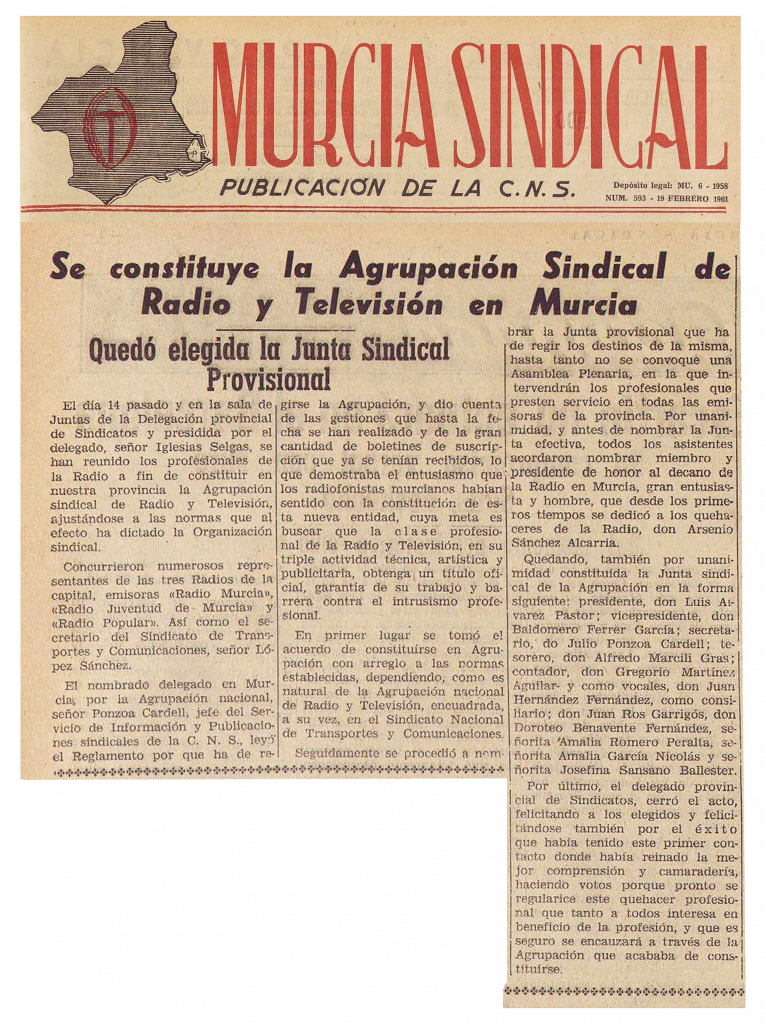 MURCIA SINDICAL
PUBLICACIÓN DE LA C.N.S.
Depósito legal: MU. 6 - 1958
NUM. 593 - 19 FEBRERO 1961
Se constituye la Agrupación Sindical de
Radio y Televisión en Murcia
Quedó elegida la Junta Sindical
Provisional
El día 14 pasado y en la sala de
Juntas de la Delegación provincial
de Sindicatos y presidida por el
delegado, señor Iglesias Selgas, se
han reunido los profesionales de
la Radio a fin de constituir en
nuestra provincia la Agrupación
sindical de Radio y Televisión,
ajustándose a las normas que al
efecto ha dictado la Organización
sindical.
Concurrieron numerosos repre-
sentantes de las tres Radios de la
capital, emisoras «Radio Murcia»,
«Radio Juventud de Murcia» y
«Radio Popular». Así como el se-
cretario del Sindicato de Trans-
portes y Comunicaciones, señor Ló-
pez Sánchez.
El nombrado delegado en Mur-
cia, por la Agrupación nacional,
señor Ponzoa Cardell, jefe del Ser-
vicio de Información y Publicacio-
nes sindicales de la C. N. S., leyó
el Reglamento por que ha de re-
girse la Agrupación, y dio cuenta
de las gestiones que hasta la fe-
cha se han realizado y de la gran
cantidad de boletines de suscrip-
ción que ya se tenían recibidos, lo
que demostraba el entusiasmo que
los radiofonistas murcianos habían
sentido con la constitución de es-
ta nueva entidad, cuya meta es
buscar que la clase profesio-
nal de la Radio y Televisión, en su
triple actividad técnica, artística y
publicitaria, obtenga un título ofi-
cial, garantía de su trabajo y ba-
rrera contra el intrusismo profe-
sional.
En primer lugar se tomó el
acuerdo de constituírse en Agru-
pación con arreglo a las normas
establecidas, dependiendo, como es
natural de la Agrupación nacional
de Radio y Televisión, encuadrada,
a su vez, en el Sindicato Nacional
de Transportes y Comunicaciones.
Seguidamente se procedió a nom-
brar la Junta provisional que ha
de regir los destinos de la misma,
hasta tanto no se convoque una
Asamblea Plenaria, en la que in-
tervendrán los profesionales que
presten servicio en todas las emi-
soras de la provincia. Por unani-
midad, y antes de nombrar la Jun-
ta efectiva, todos los asistentes
acordaron nombrar miembro y
presidente de honor al decano de
la Radio en Murcia, gran entusias-
ta y hombre, que desde los prime-
ros tiempos se dedicó a los queha-
ceres de la Radio, don Arsenio
Sánchez Alcarria.
Quedando, también por unani-
midad constituida la Junta sindi-
cal de la Agrupación en la forma
siguiente: presidente, don Luis Al-
varez Pástor; vicepresidente, don
Baldomero Ferrer García; secreta-
rio, do Julio Ponzoa Cardell; te-
sorero, don Alfredo Marcili Gras;
contador, don Gregorio Martínez
Aguilar- y como vocales, don Juan
Hernández Fernández, como consi-
liario; don Juan Ros Garrigós, don
Doroteo Benavente Fernández, se-
ñorita Amalia Romero Peralta, se-
ñorita Amalia García Nicolás y se-
ñorita Josefina Sansano Ballester.
Por último, el delegado provin-
cial de Sindicatos, cerró el acto,
felicitando a los elegidos y felici-
tándose también por el éxito
que había tenido este primer con-
tacto donde había reinado la me-
jor comprensión y camaradería,
haciendo votos porque pronto se
regularice este quehacer profesio-
nal que tanto a todos interesa en
beneficio de la profesión, y que es
seguro se encauzará a través de la
Agrupación que acababa de cons-
tituírse.